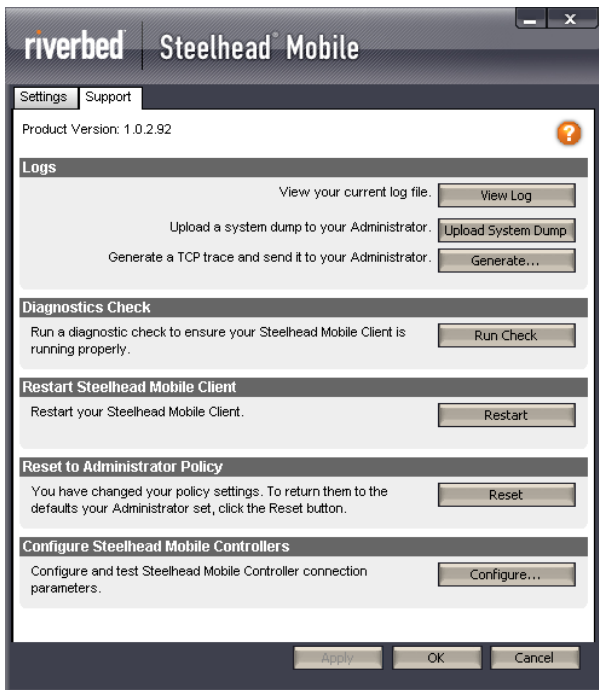 riverbed Steelhead® Mobile
Settings Support
Product Version: 1.0.2.92
?
Logs
View your current log file. View Log
Upload a system dump to your Administrator. Upload System Dump
Generate a TCP trace and send it to your Administrator. Generate...
Diagnostics Check
Run a diagnostic check to ensure your Steelhead Mobile Client is
running properly.
Run Check
Restart Steelhead Mobile Client
Restart your Steelhead Mobile Client. Restart
Reset to Administrator Policy
You have changed your policy settings. To return them to the
defaults your Administrator set, click the Reset button.
Reset
Configure Steelhead Mobile Controllers
Configure and test Steelhead Mobile Controller connection
parameters.
Configure...
Apply OK Cancel